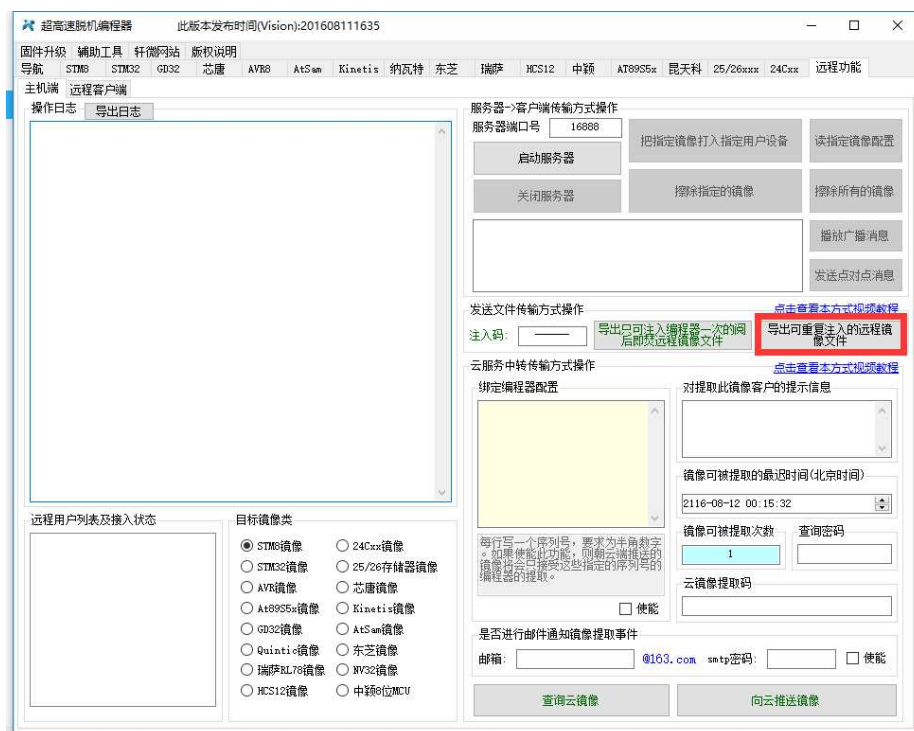 超高速脱机编程器 此版本发布时间(Vision):201608111635
固件升级 辅助工具 轩微网站 版权说明
导航 STM8 STM32 GD32 芯唐 AVR8 AtSam Kinetis 纳瓦特 东芝 瑞萨 HCS12 中颖 AT89S5x 昆天科 25/26xxx 24Cxx 远程功能
主机端 远程客户端
操作日志 导出日志
服务器->客户端传输方式操作
服务器端口号 16888
启动服务器
关闭服务器
把指定镜像打入指定用户设备
读指定镜像配置
擦除指定的镜像
擦除所有的镜像
播放广播消息
发送点对点消息
发送文件传输方式操作 点击查看本方式视频教程
注入码:
导出只可注入编程器一次的阅
后即焚远程镜像文件
导出可重复注入的远程镜
像文件
云服务中转传输方式操作 点击查看本方式视频教程
绑定编程器配置
每行写一个序列号,要求为半角数字
。如果使能此功能,则朝云端推送的
镜像将会只接受这些指定的序列号的
编程器的提取。
使能
对提取此镜像客户的提示信息
镜像可被提取的最迟时间(北京时间)
2116-08-12 00:15:32
镜像可被提取次数 查询密码
1
云镜像提取码
是否进行邮件通知镜像提取事件
邮箱: @163.com smtp密码: 使能
查询云镜像 向云推送镜像
远程用户列表及接入状态
目标镜像类
STM8镜像 24Cxx镜像
STM32镜像 25/26存储器镜像
AVR镜像 芯唐镜像
At89S5x镜像 Kinetis镜像
GD32镜像 AtSam镜像
Quintic镜像 东芝镜像
瑞萨RL78镜像 NV32镜像
HCS12镜像 中颖8位MCU